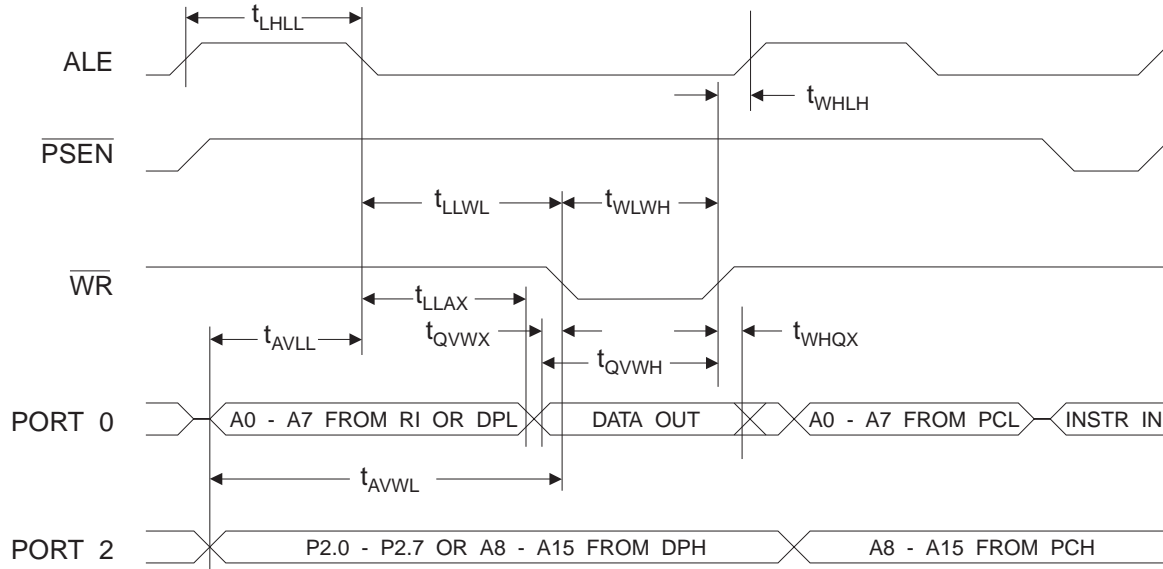 tLHLL
ALE
tWHLH
PSEN
tLLWL
tWLWH
WR
tLLAX
tAVLL
tQVWX
tWHQX
tQVWH
PORT 0
A0 - A7 FROM RI OR DPL
DATA OUT
A0 - A7 FROM PCL
INSTR IN
tAVWL
PORT 2
P2.0 - P2.7 OR A8 - A15 FROM DPH
A8 - A15 FROM PCH